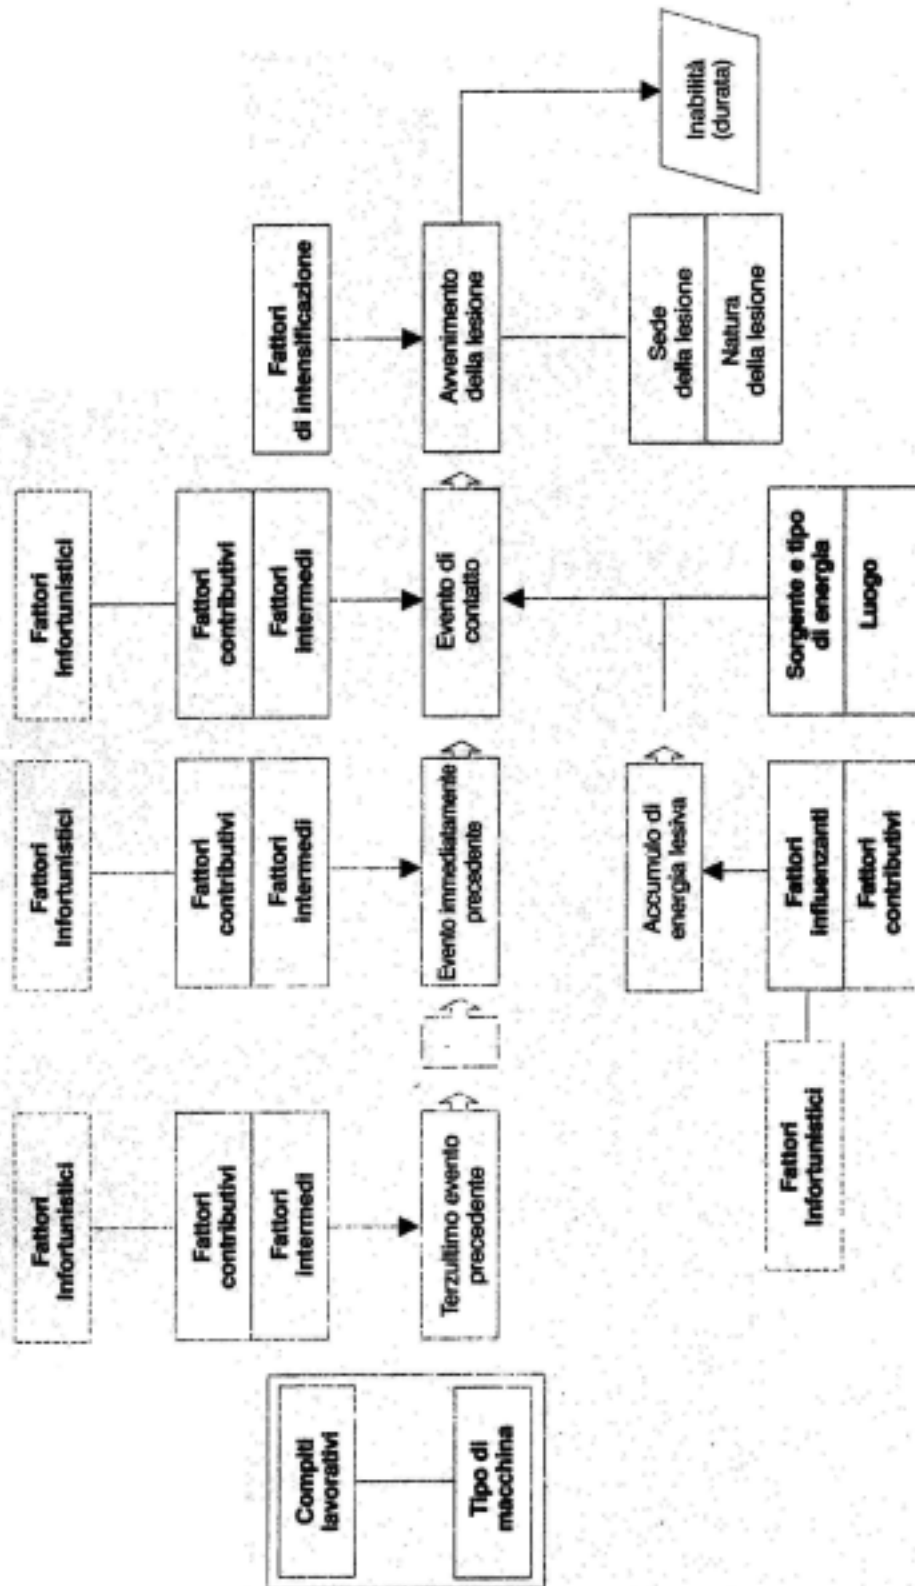 Fattori
Infortunistici
Fattori
Infortunistici
Fattori
Infortunistici
Fattori
contributivi
Fattori
intermedi
Fattori
contributivi
Fattori
intermedi
Fattori
contributivi
Fattori
intermedi
Fattori
di intensificazione
Compiti
lavorativi
Tipo di
macchina
Terzultimo evento
precedente
Evento immediatamente
precedente
Evento di
contatto
Avvenimento
della lesione
Accumulo di
energia lesiva
Sede
della lesione
Natura
della lesione
Inabilità
(durata)
Fattori
Infortunistici
Fattori
influenzanti
Fattori
contributivi
Sorgente e tipo
di energia
Luogo